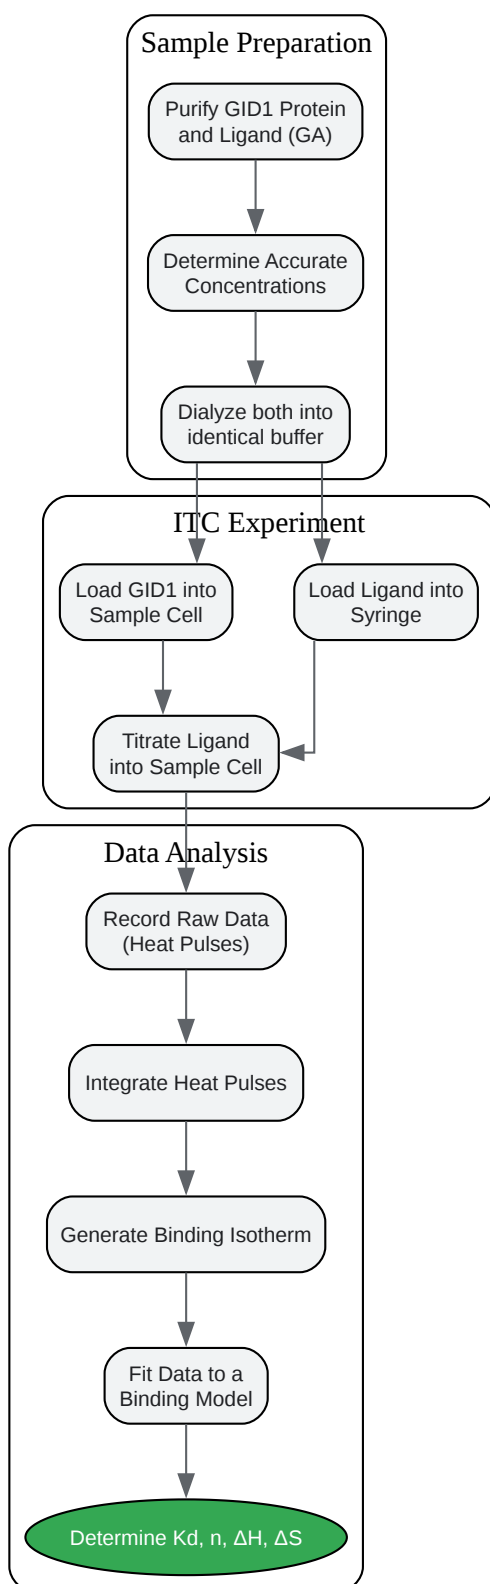 Sample Preparation
Purify GID1 Protein
and Ligand (GA)
Determine Accurate
Concentrations
Dialyze both into
identical buffer
ITC Experiment
Load GID1 into
Sample Cell
Load Ligand into
Syringe
Titrate Ligand
into Sample Cell
Data Analysis
Record Raw Data
(Heat Pulses)
Integrate Heat Pulses
Generate Binding Isotherm
Fit Data to a
Binding Model
Determine Kd, n, ΔH, ΔS